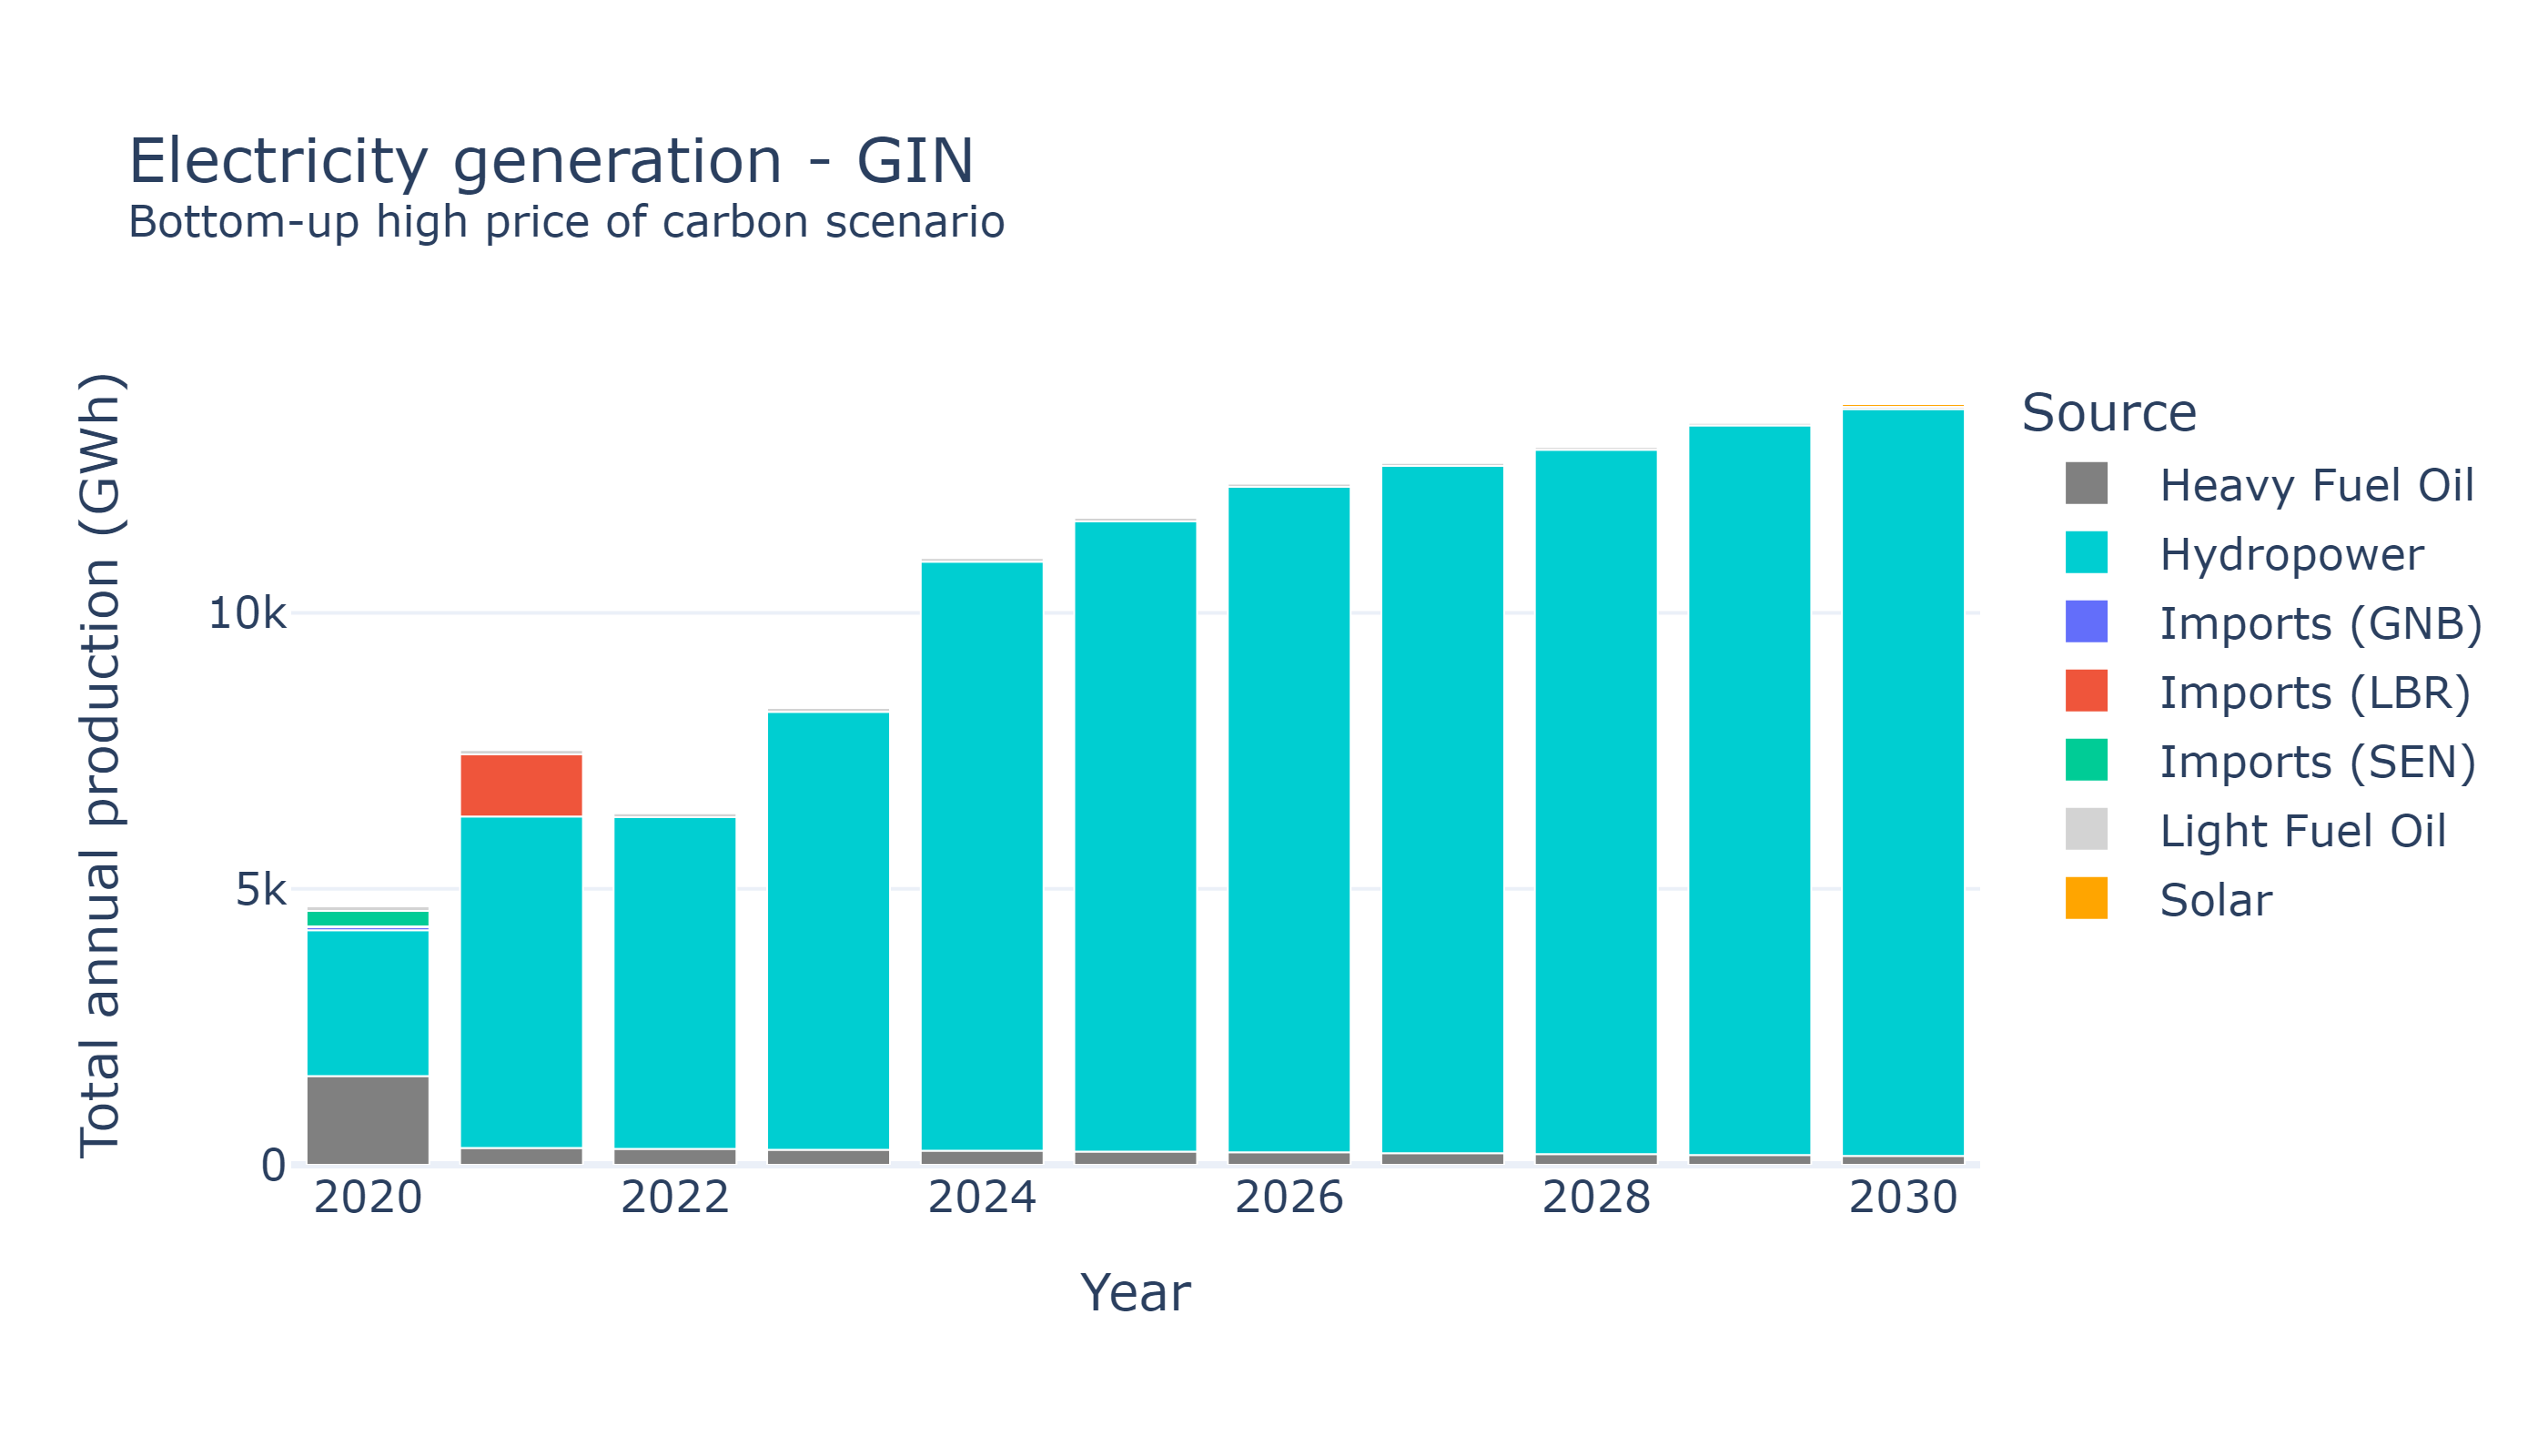 Electricity generation - GIN
Bottom-up high price of carbon scenario
Total annual production (GWh)
10k
5k
0
2020
2022
2024
2026
2028
2030
Year
Source
Heavy Fuel Oil
Hydropower
Imports (GNB)
Imports (LBR)
Imports (SEN)
Light Fuel Oil
Solar